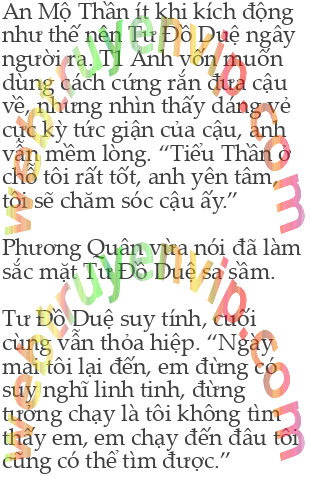 An Mộ Thần ít khi kích động
như thế nên Tư Đồ Duệ ngây
người ra. T1 Anh vốn muốn
dùng cách cứng rắn đưa cậu
về, nhưng nhìn thấy dáng vẻ
cực kỳ tức giận của cậu, anh
vẫn mềm lòng. “Tiểu Thần ở
chỗ tôi rất tốt, anh yên tâm,
tôi sẽ chăm sóc cậu ấy.”
Phương Quân vừa nói đã làm
sắc mặt Tư Đồ Duệ sa sầm.
Tư Đồ Duệ suy tính, cuối
cùng vẫn thỏa hiệp. “Ngày
mai tôi lại đến, em đừng có
suy nghĩ linh tinh, đừng
tưởng chạy là tôi không tìm
thấy em, em chạy đến đâu tôi
cũng có thể tìm được.”
webtruyenvip.com
webtruyenvip.com